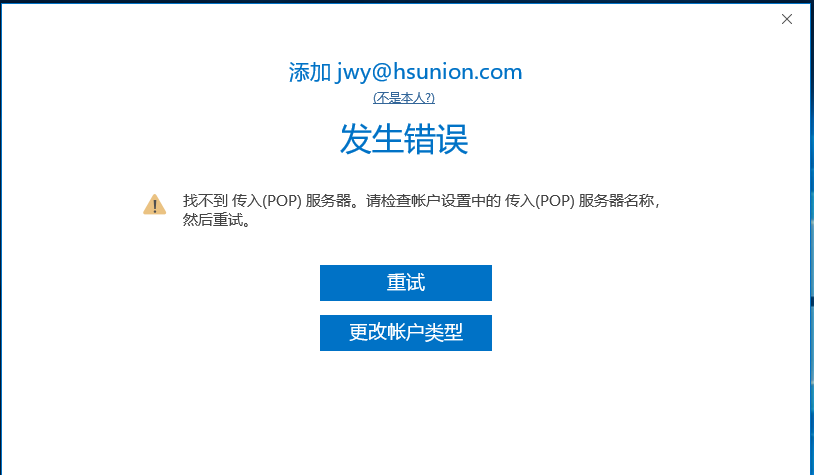 添加 jwy@hsunion.com
(不是本人?)
发生错误
找不到 传入(POP) 服务器。请检查帐户设置中的 传入(POP) 服务器名称，
然后重试。
重试
更改帐户类型